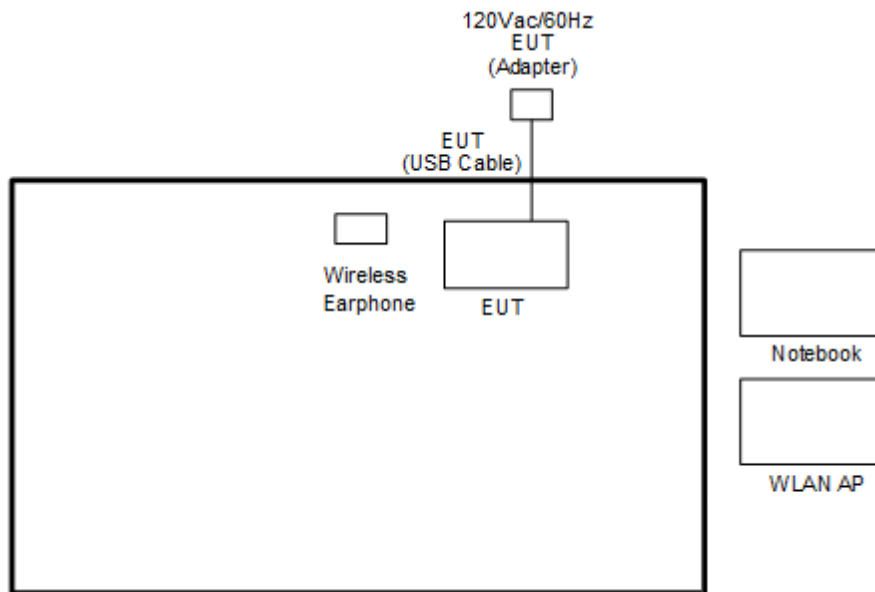 120Vac/60Hz
EUT
(Adapter)
EUT
(USB Cable)
Wireless
Earphone
EUT
Notebook
WLAN AP